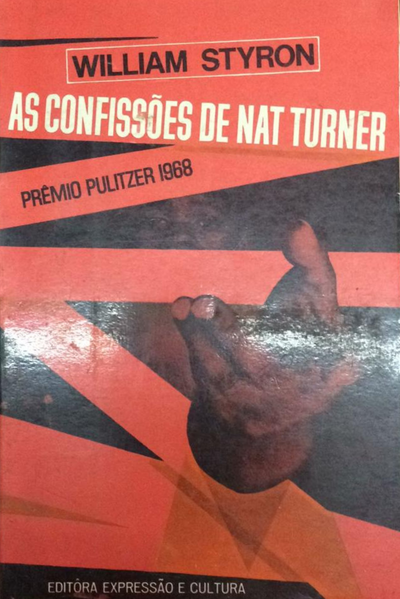 WILLIAM STYRON
AS CONFISSÕES DE NAT TURNER
PRÊMIO PULITZER 1968
EDITÔRA EXPRESSÃO E CULTURA